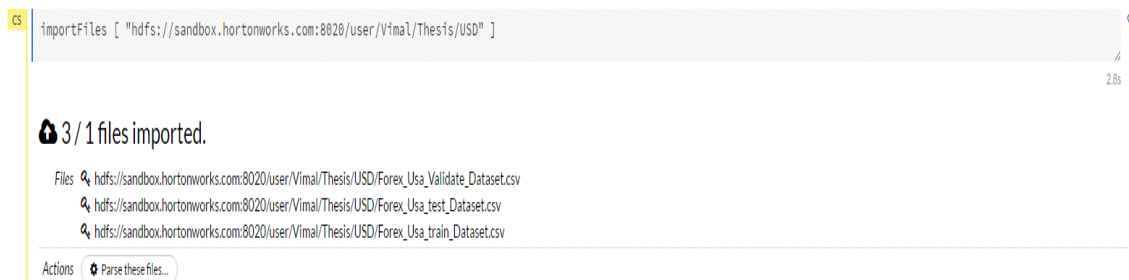 CS
importFiles [ "hdfs://sandbox.hortonworks.com:8020/user/Vimal/Thesis/USD" ]
2.8s
3 / 1 files imported.
Files hdfs://sandbox.hortonworks.com:8020/user/Vimal/Thesis/USD/Forex_Usa_Validate_Dataset.csv
hdfs://sandbox.hortonworks.com:8020/user/Vimal/Thesis/USD/Forex_Usa_test_Dataset.csv
hdfs://sandbox.hortonworks.com:8020/user/Vimal/Thesis/USD/Forex_Usa_train_Dataset.csv
Actions Parse these files...